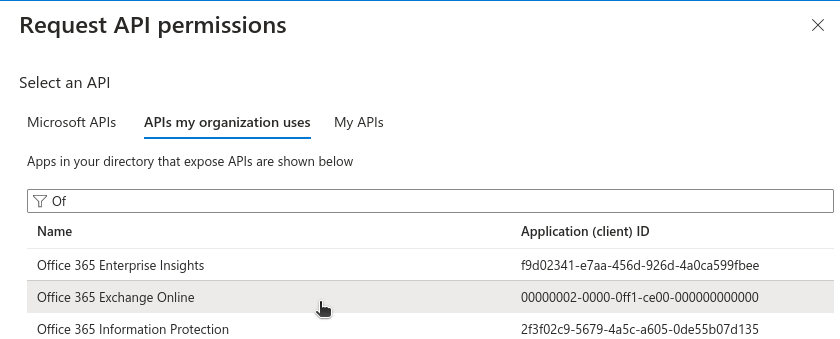 Request API permissions
Select an API
Microsoft APIs APIs my organization uses My APIs
Apps in your directory that expose APIs are shown below
Of
Name Application (client) ID
Office 365 Enterprise Insights f9d02341-e7aa-456d-926d-4a0ca599fbee
Office 365 Exchange Online 00000002-0000-0ff1-ce00-000000000000
Office 365 Information Protection 2f3f02c9-5679-4a5c-a605-0de55b07d135